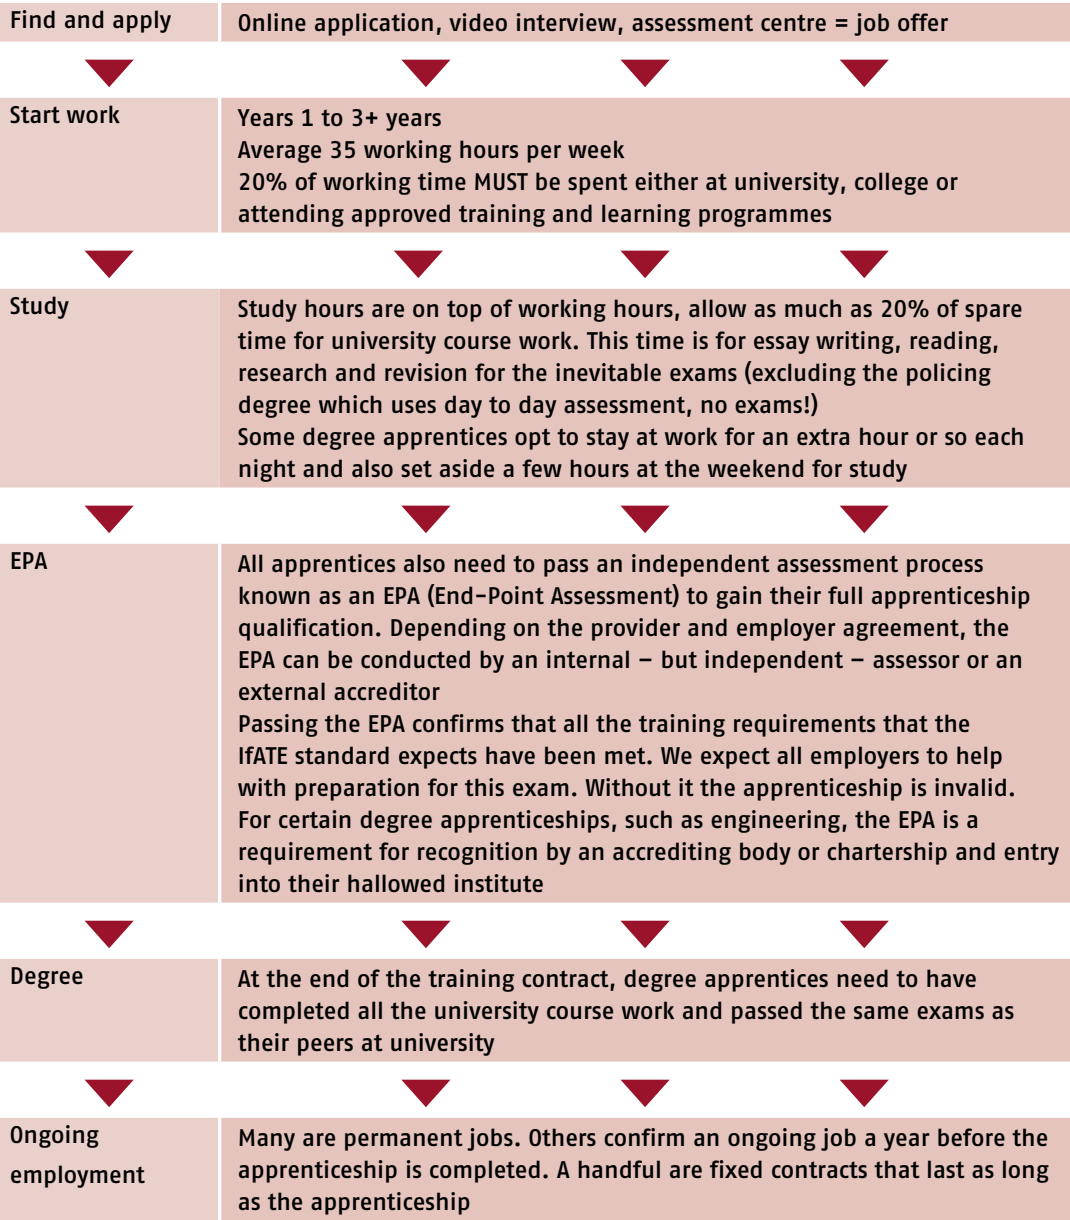 Find and apply
Online application, video interview, assessment centre = job offer
Start work
Years 1 to 3+ years
Average 35 working hours per week
20% of working time MUST be spent either at university, college or
attending approved training and learning programmes
Study
Study hours are on top of working hours, allow as much as 20% of spare
time for university course work. This time is for essay writing, reading,
research and revision for the inevitable exams (excluding the policing
degree which uses day to day assessment, no exams!)
Some degree apprentices opt to stay at work for an extra hour or so each
night and also set aside a few hours at the weekend for study
EPA
All apprentices also need to pass an independent assessment process
known as an EPA (End-Point Assessment) to gain their full apprenticeship
qualification. Depending on the provider and employer agreement, the
EPA can be conducted by an internal – but independent – assessor or an
external accreditor
Passing the EPA confirms that all the training requirements that the
IfATE standard expects have been met. We expect all employers to help
with preparation for this exam. Without it the apprenticeship is invalid.
For certain degree apprenticeships, such as engineering, the EPA is a
requirement for recognition by an accrediting body or chartership and entry
into their hallowed institute
Degree
At the end of the training contract, degree apprentices need to have
completed all the university course work and passed the same exams as
their peers at university
Ongoing
employment
Many are permanent jobs. Others confirm an ongoing job a year before the
apprenticeship is completed. A handful are fixed contracts that last as long
as the apprenticeship